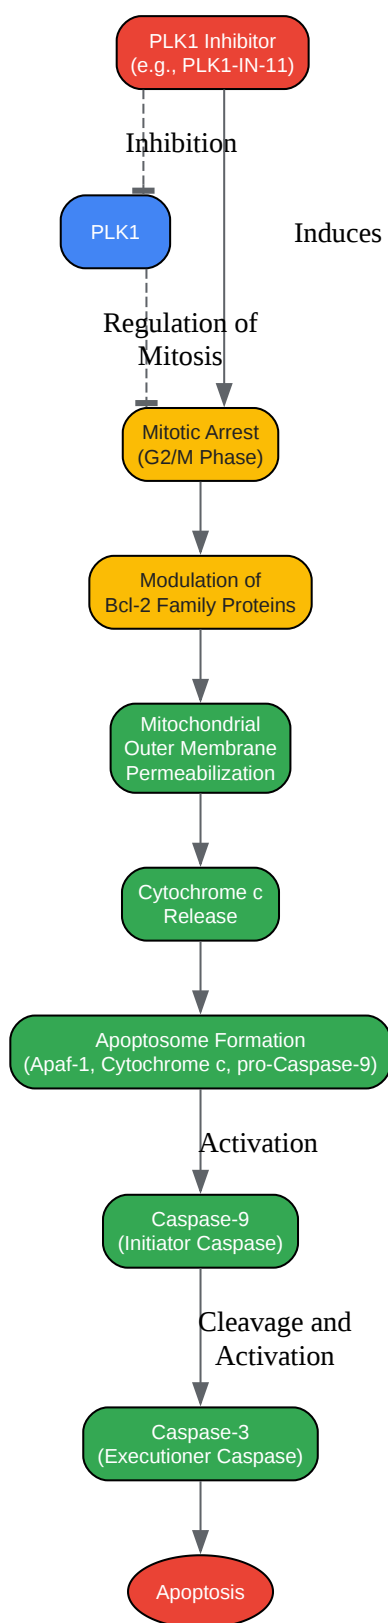 PLK1 Inhibitor
(e.g., PLK1-IN-11)
Inhibition
PLK1
Induces
Regulation of
Mitosis
Mitotic Arrest
(G2/M Phase)
Modulation of
Bcl-2 Family Proteins
Mitochondrial
Outer Membrane
Permeabilization
Cytochrome c
Release
Apoptosome Formation
(Apaf-1, Cytochrome c, pro-Caspase-9)
Activation
Caspase-9
(Initiator Caspase)
Cleavage and
Activation
Caspase-3
(Executioner Caspase)
Apoptosis